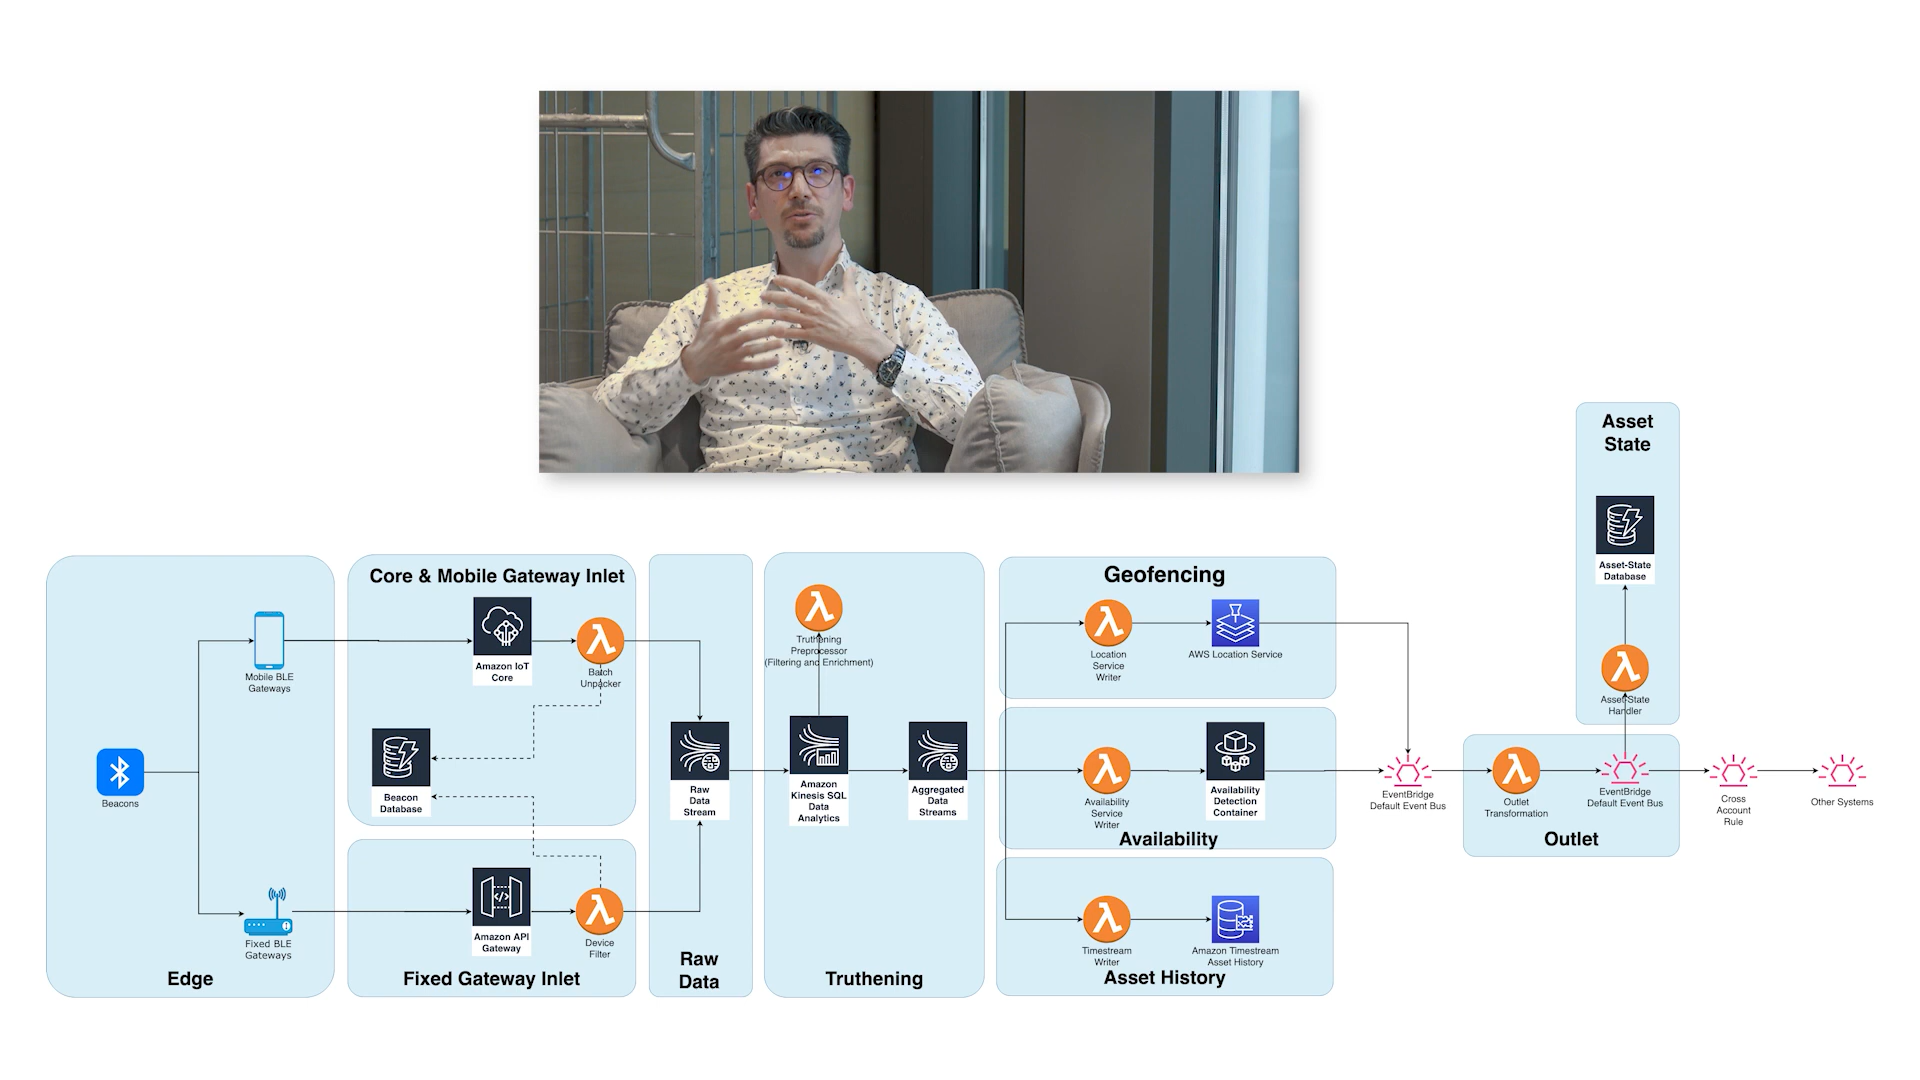 Asset
State
Asset-State
Database
Asset-State
Handler
Core & Mobile Gateway Inlet
Amazon IoT
Core
Batch
Unpacker
Beacon
Database
Mobile BLE
Gateways
Beacons
Fixed BLE
Gateways
Edge
Amazon API
Gateway
Device
Filter
Fixed Gateway Inlet
Raw
Data
Stream
Raw
Data
Truthening
Preprocessor
(Filtering and Enrichment)
Amazon
Kinesis SQL
Data
Analytics
Aggregated
Data
Streams
Truthening
Geofencing
Location
Service
Writer
AWS Location Service
Availability
Service
Writer
Availability
Detection
Container
Availability
Timestream
Writer
Amazon Timestream
Asset History
Asset History
EventBridge
Default Event Bus
Outlet
Transformation
EventBridge
Default Event Bus
Outlet
Cross
Account
Rule
Other Systems